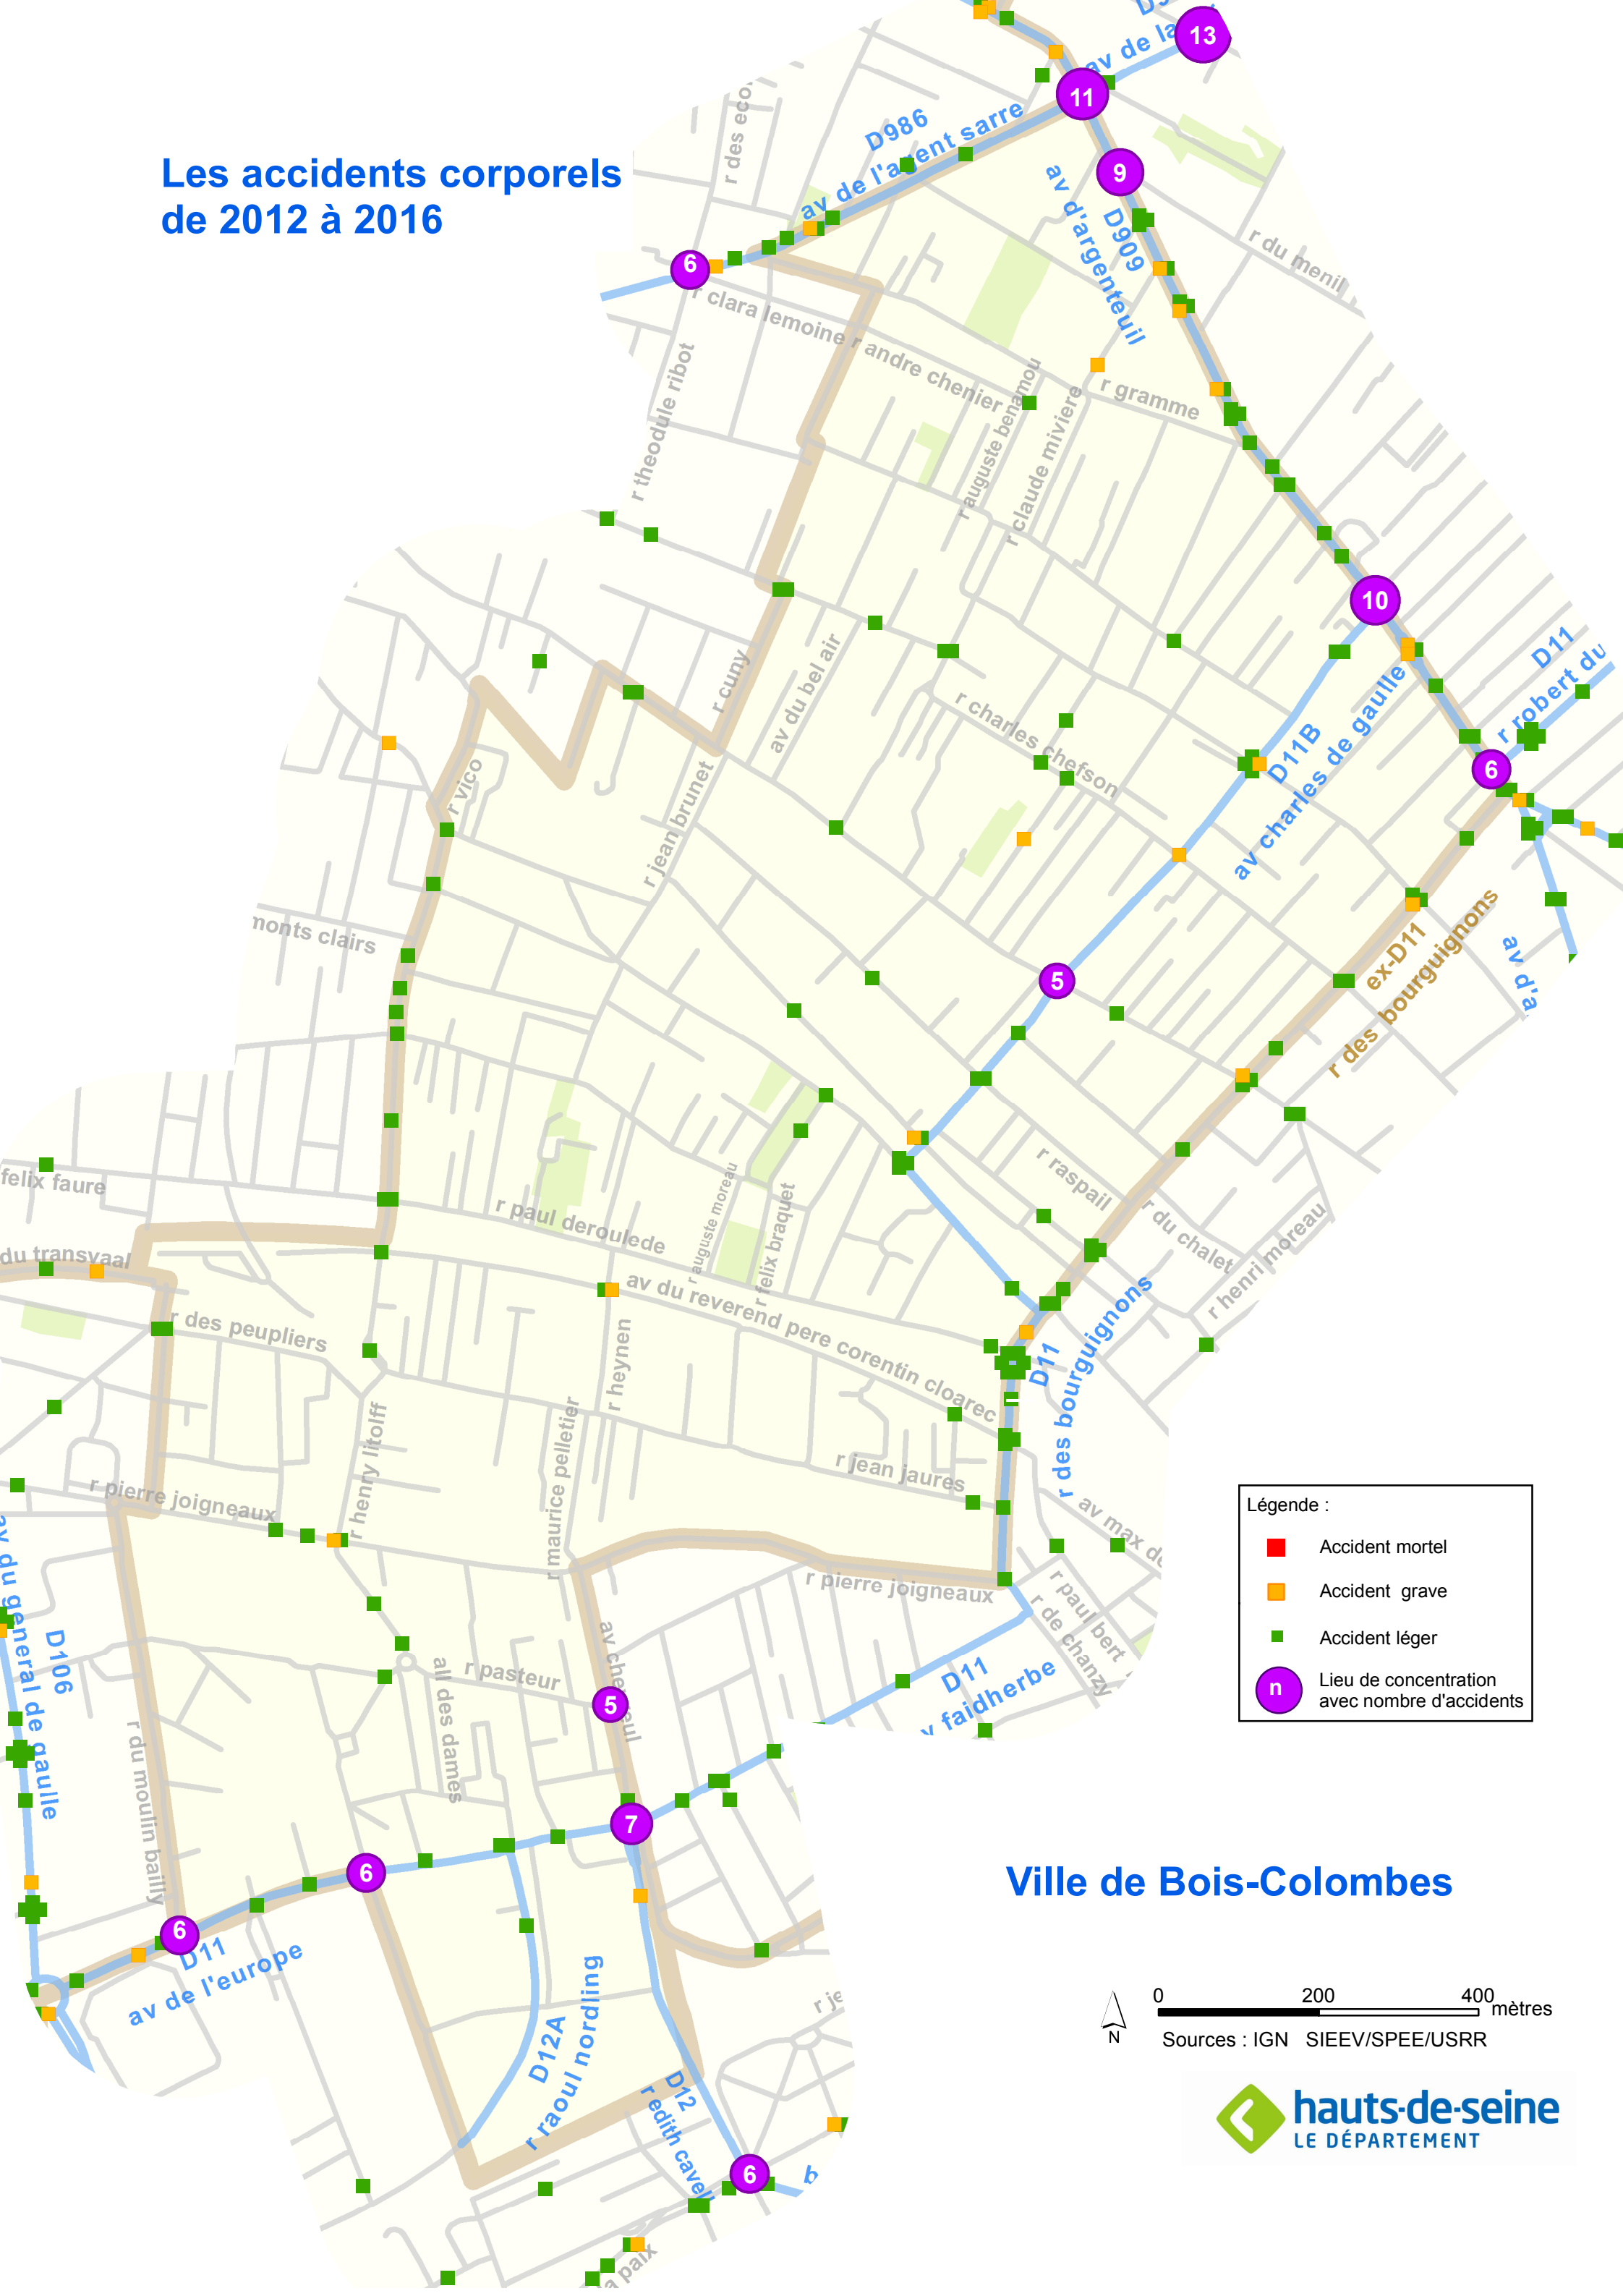 Les accidents corporels
de 2012 à 2016
13
11
9
av de la
D986
av de l'agent sarre
r des eco
6
D909
av d'argenteuil
r du menil
r clara lemoine
r andre chenier
r gramme
r theodule ribot
r auguste benamou
r claude miviere
10
D11
r robert du
r cuny
av du bel air
r charles chefson
D11B
av charles de gaulle
6
r vico
r jean brunet
monts clairs
5
ex-D11
r des bourguignons
av d'a
felix faure
r paul deroulede
r auguste moreau
r felix braquet
r raspail
r du chalet
r henri moreau
du transvaal
av du reverend pere corentin cloarec
r des peupliers
r heynen
D11
r des bourguignons
r henry litolff
r maurice pelletier
r jean jaures
r pierre joigneaux
av max d
r pierre joigneaux
r paul bert
r de chanzy
Légende :
Accident mortel
Accident grave
Accident léger
n
Lieu de concentration
avec nombre d'accidents
D106
av du general de gaulle
r pasteur
all des dames
5
D11
faidherbe
r du moulin bailly
7
6
6
D11
av de l'europe
Ville de Bois-Colombes
D12A
r raoul nordling
r je
0 200 400
mètres
N
Sources : IGN SIEEV/SPEE/USRR
D12
r edith cavell
6
b
a paix
hauts-de-seine
LE DÉPARTEMENT